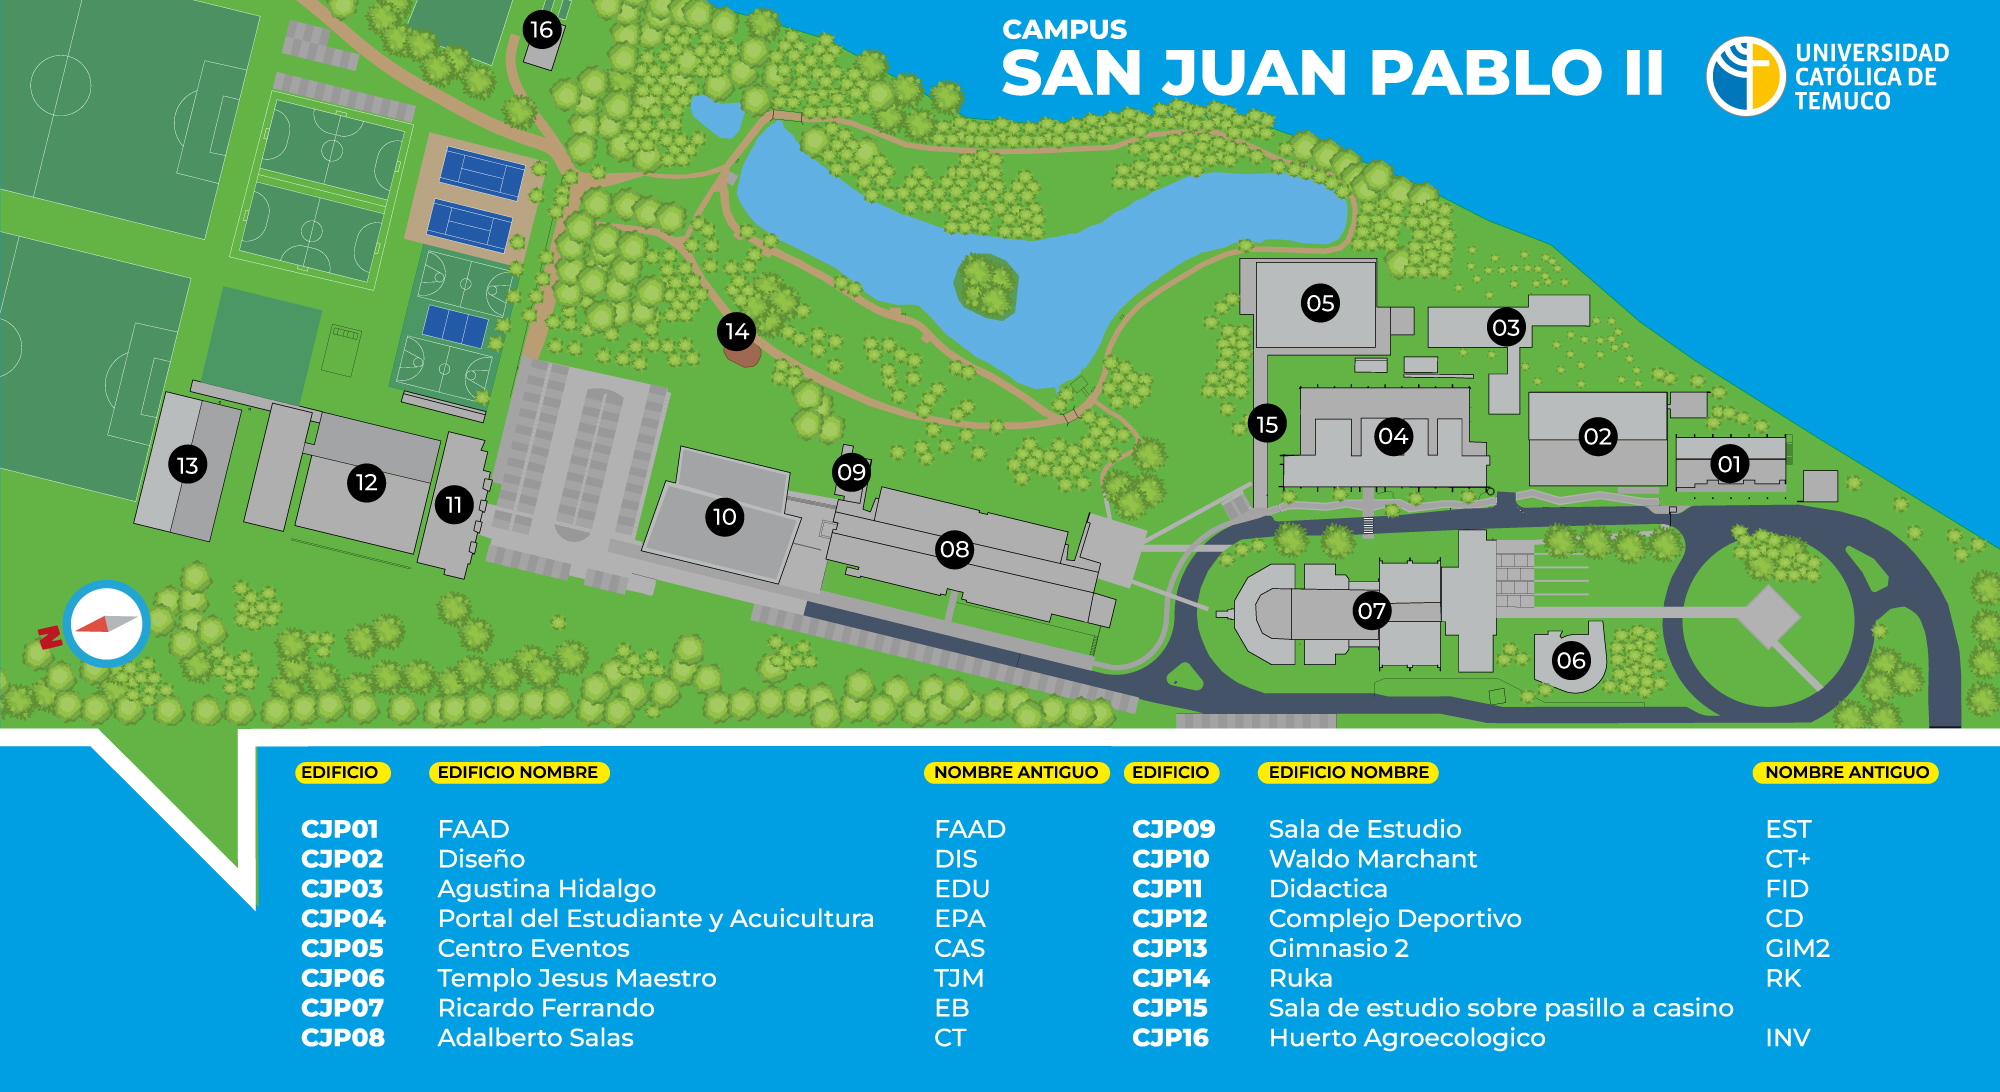 CAMPUS
SAN JUAN PABLO II
UNIVERSIDAD
CATÓLICA DE
TEMUCO
16
14
05
03
15
04
02
01
13
12
11
10
09
08
07
06
N
EDIFICIO EDIFICIO NOMBRE NOMBRE ANTIGUO
CJP01 FAAD FAAD
CJP02 Diseño DIS
CJP03 Agustina Hidalgo EDU
CJP04 Portal del Estudiante y Acuicultura EPA
CJP05 Centro Eventos CAS
CJP06 Templo Jesus Maestro TJM
CJP07 Ricardo Ferrando EB
CJP08 Adalberto Salas CT
EDIFICIO EDIFICIO NOMBRE NOMBRE ANTIGUO
CJP09 Sala de Estudio EST
CJP10 Waldo Marchant CT+
CJP11 Didactica FID
CJP12 Complejo Deportivo CD
CJP13 Gimnasio 2 GIM2
CJP14 Ruka RK
CJP15 Sala de estudio sobre pasillo a casino
CJP16 Huerto Agroecologico INV